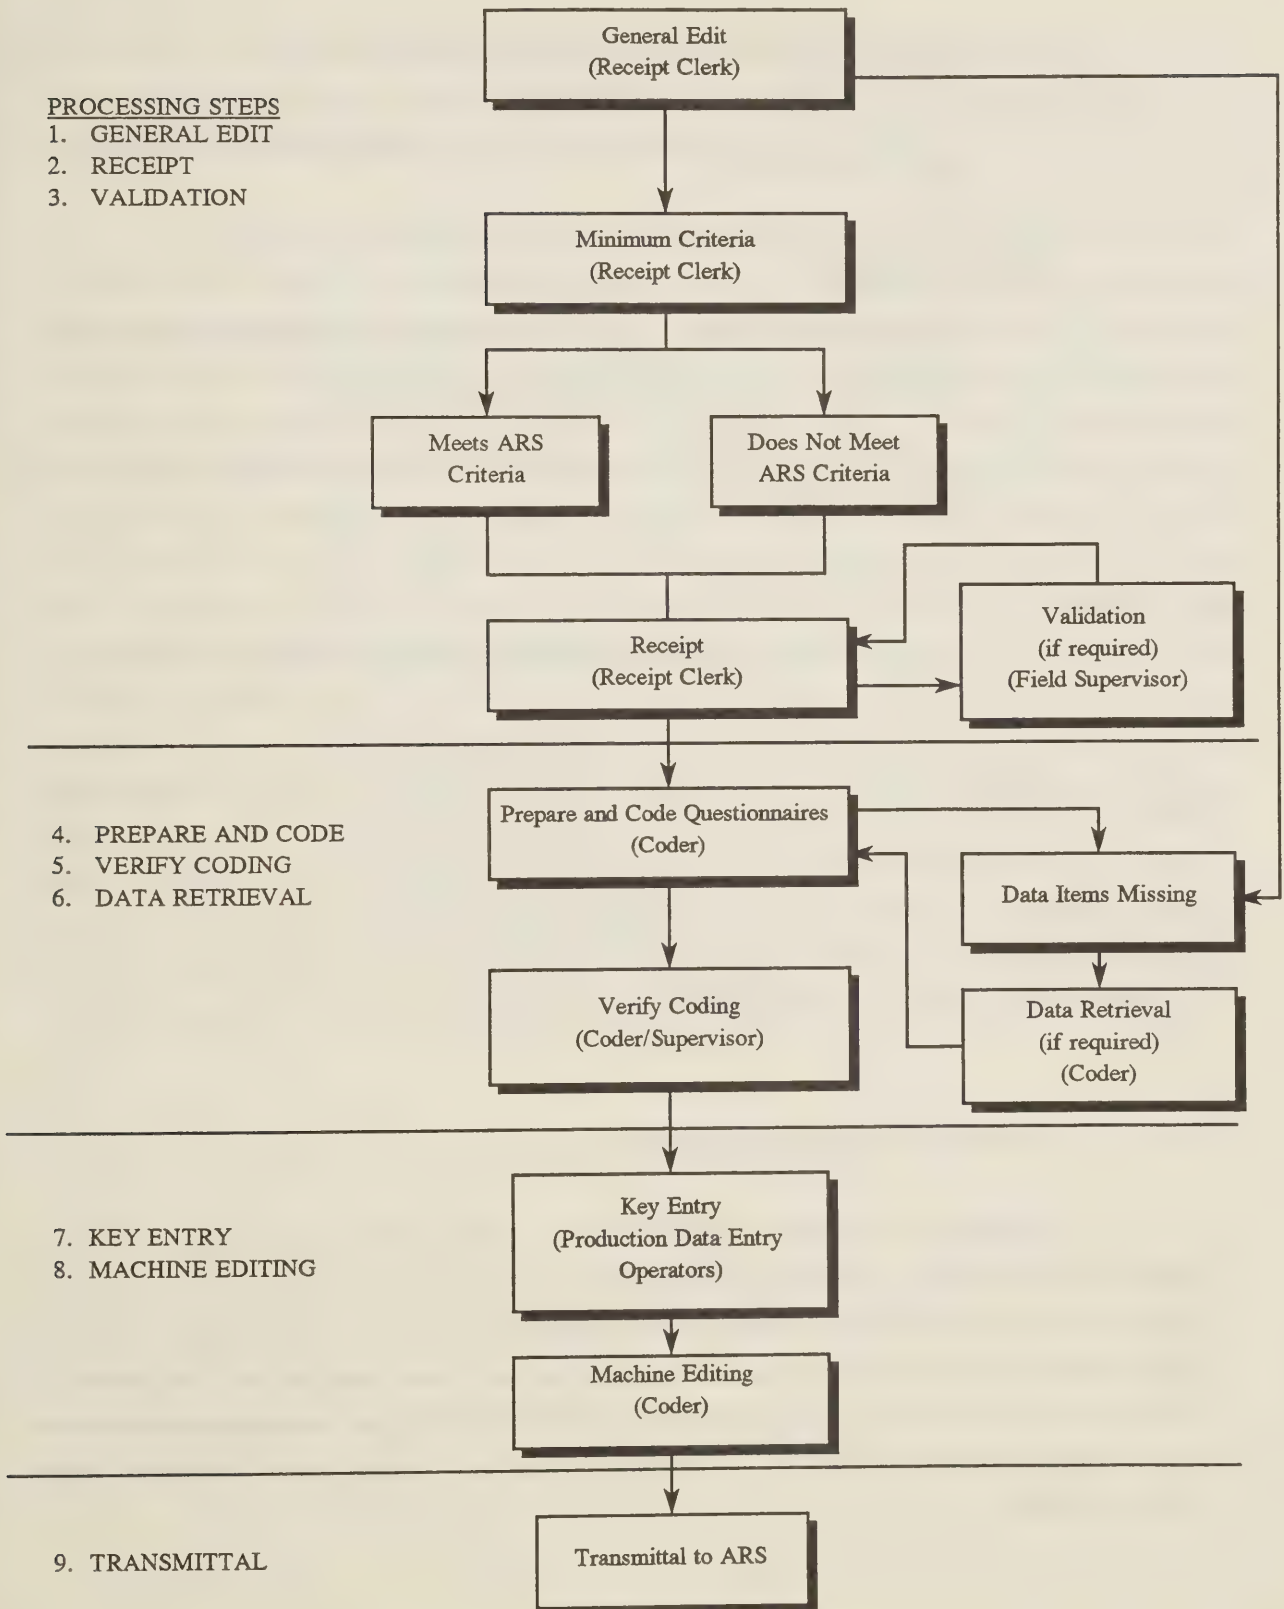 General Edit
(Receipt Clerk)
PROCESSING STEPS
1. GENERAL EDIT
2. RECEIPT
3. VALIDATION
Minimum Criteria
(Receipt Clerk)
Meets ARS
Criteria
Does Not Meet
ARS Criteria
Receipt
(Receipt Clerk)
Validation
(if required)
(Field Supervisor)
4. PREPARE AND CODE
5. VERIFY CODING
6. DATA RETRIEVAL
Prepare and Code Questionnaires
(Coder)
Data Items Missing
Verify Coding
(Coder/Supervisor)
Data Retrieval
(if required)
(Coder)
7. KEY ENTRY
8. MACHINE EDITING
Key Entry
(Production Data Entry
Operators)
Machine Editing
(Coder)
9. TRANSMITTAL
Transmittal to ARS